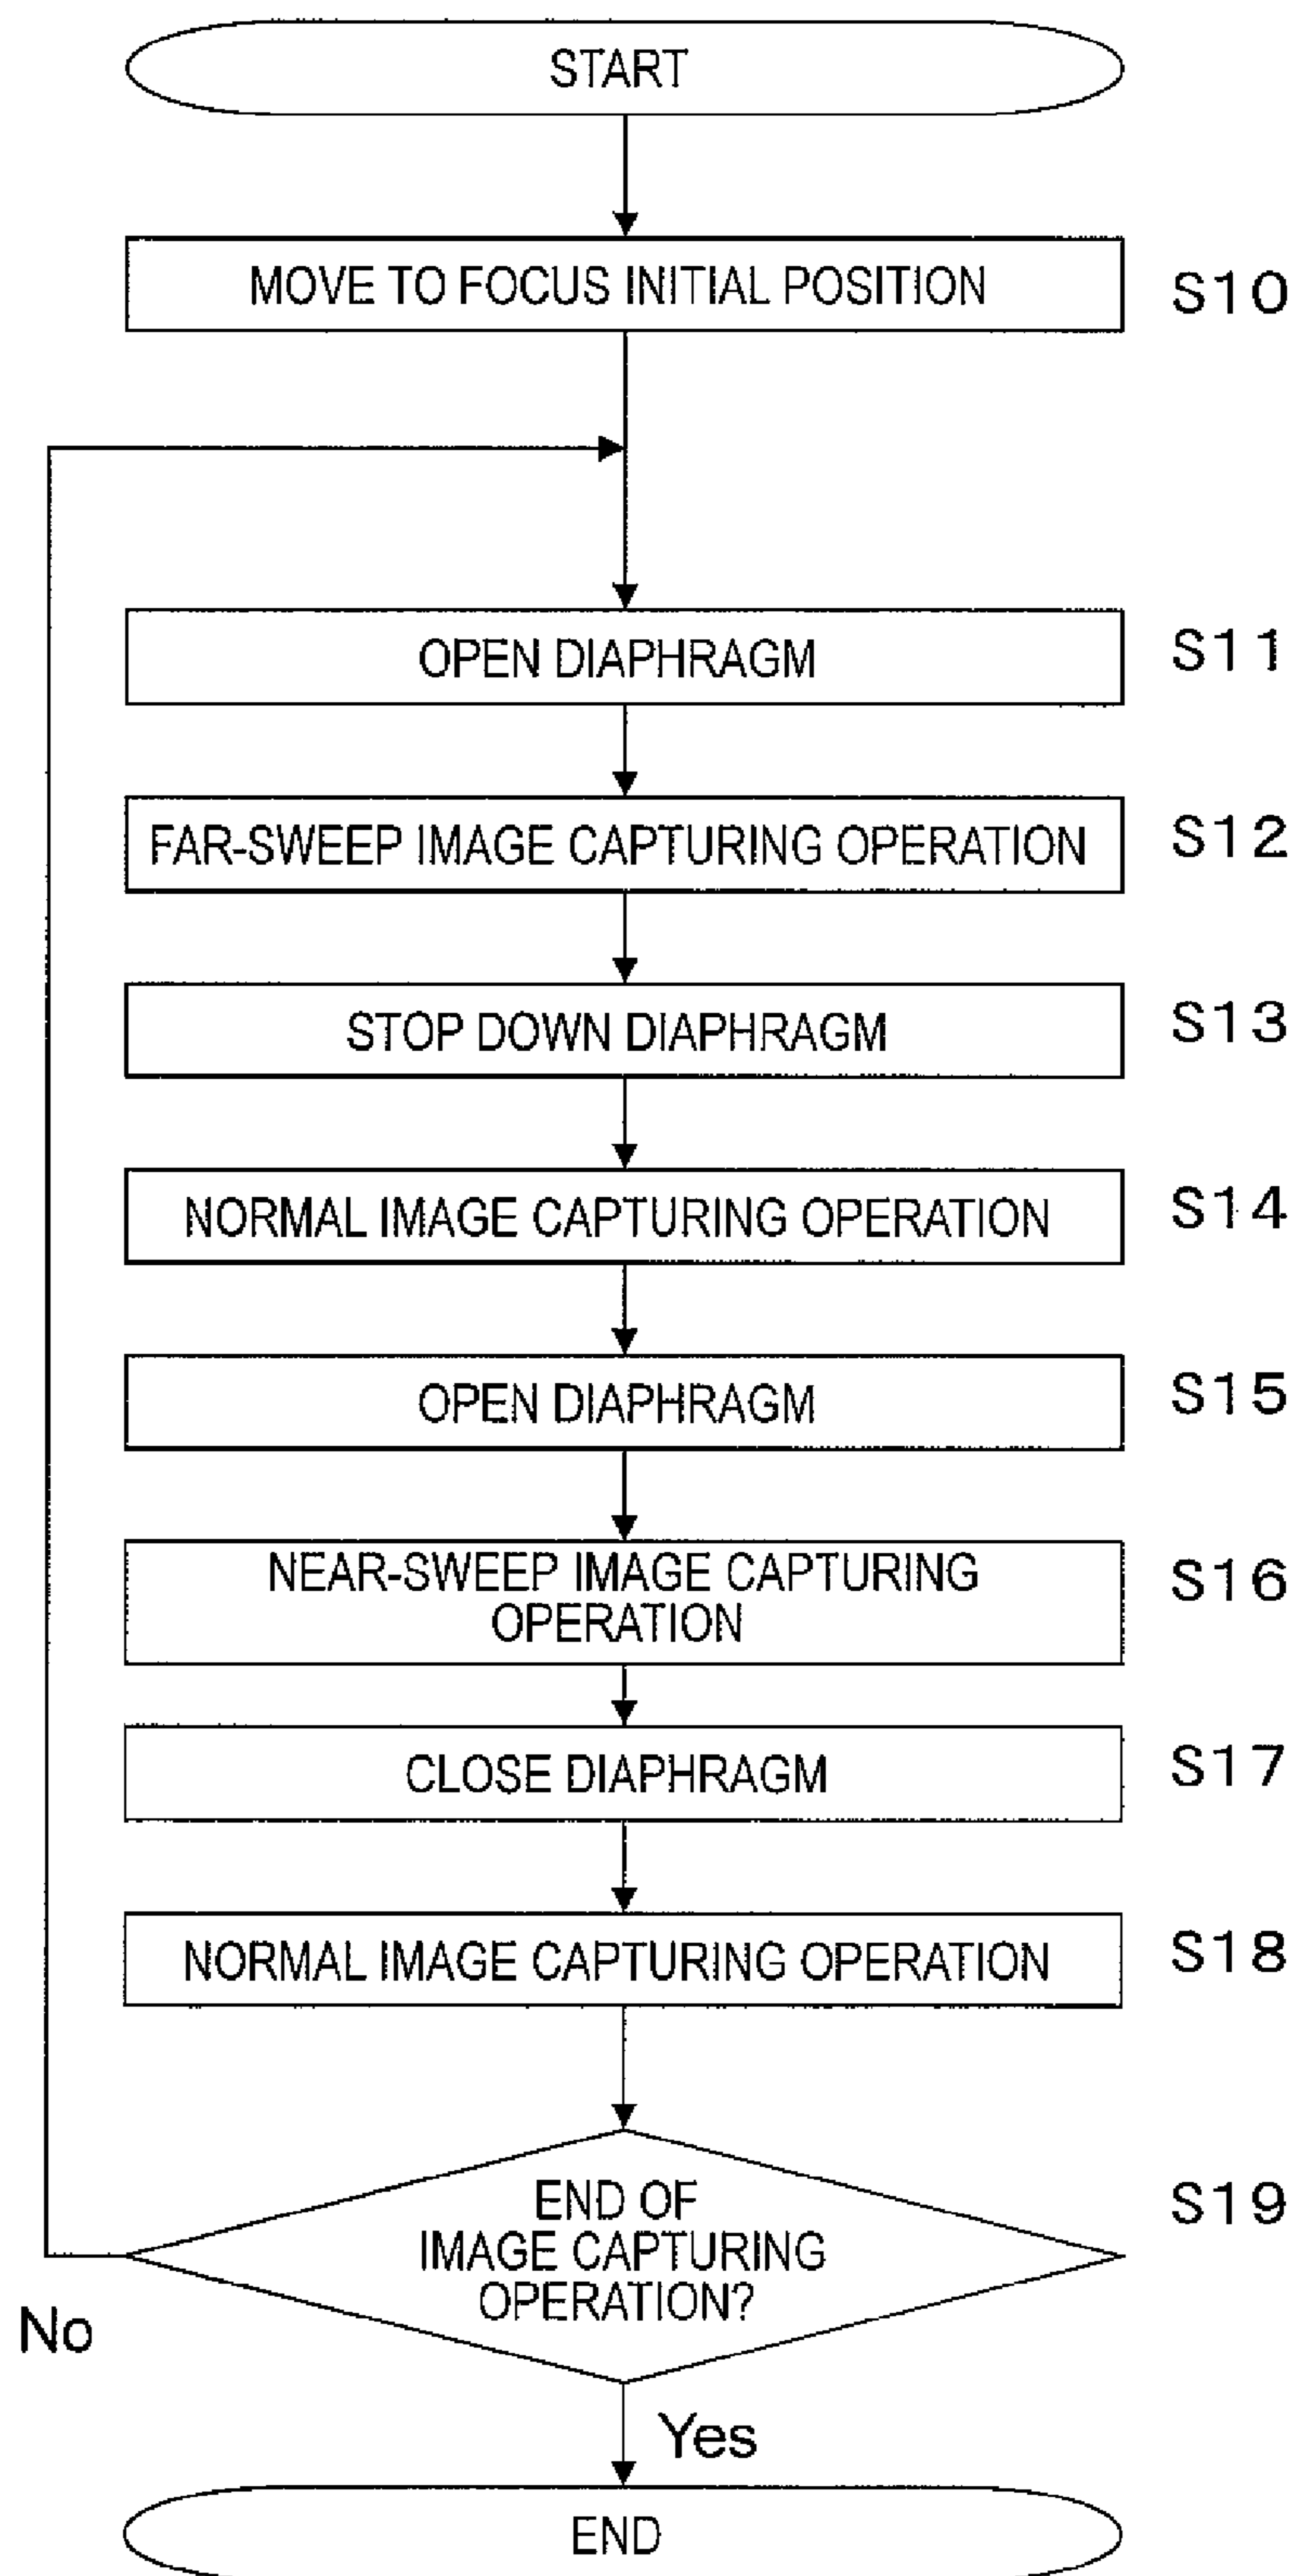 START
MOVE TO FOCUS INITIAL POSITION
S10
OPEN DIAPHRAGM
S11
FAR-SWEEP IMAGE CAPTURING OPERATION
S12
STOP DOWN DIAPHRAGM
S13
NORMAL IMAGE CAPTURING OPERATION
S14
OPEN DIAPHRAGM
S15
NEAR-SWEEP IMAGE CAPTURING
OPERATION
S16
CLOSE DIAPHRAGM
S17
NORMAL IMAGE CAPTURING OPERATION
S18
END OF
IMAGE CAPTURING
OPERATION?
S19
No
Yes
END